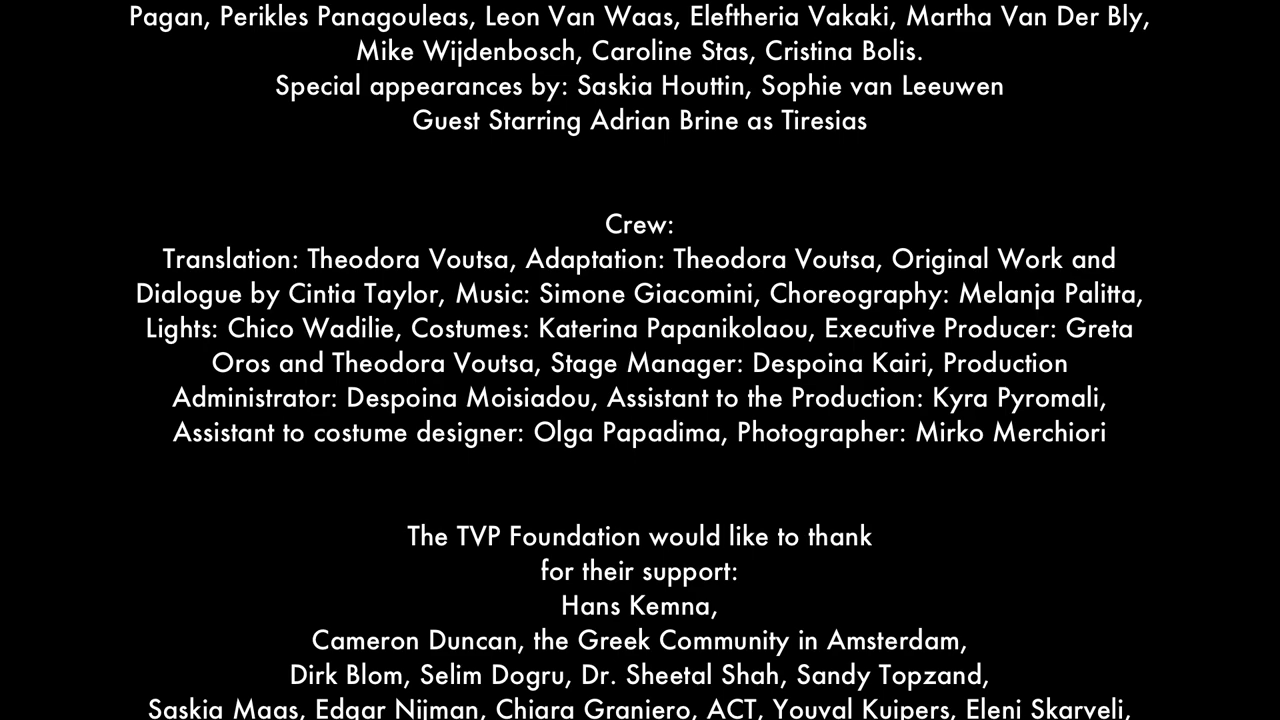 Pagan, Perikles Panagouleas, Leon Van Waas, Eleftheria Vakaki, Martha Van Der Bly,
Mike Wijdenbosch, Caroline Stas, Cristina Bolis.
Special appearances by: Saskia Houttin, Sophie van Leeuwen
Guest Starring Adrian Brine as Tiresias
Crew:
Translation: Theodora Voutsa, Adaptation: Theodora Voutsa, Original Work and
Dialogue by Cintia Taylor, Music: Simone Giacomini, Choreography: Melanja Palitta,
Lights: Chico Wadilie, Costumes: Katerina Papanikolaou, Executive Producer: Greta
Oros and Theodora Voutsa, Stage Manager: Despoina Kairi, Production
Administrator: Despoina Moisiadou, Assistant to the Production: Kyra Pyromali,
Assistant to costume designer: Olga Papadima, Photographer: Mirko Merchiori
The TVP Foundation would like to thank
for their support:
Hans Kemna,
Cameron Duncan, the Greek Community in Amsterdam,
Dirk Blom, Selim Dogru, Dr. Sheetal Shah, Sandy Topzand,
Saskia Maas, Edgar Nijman, Chiara Graniero, ACT, Youval Kuipers, Eleni Skarveli,